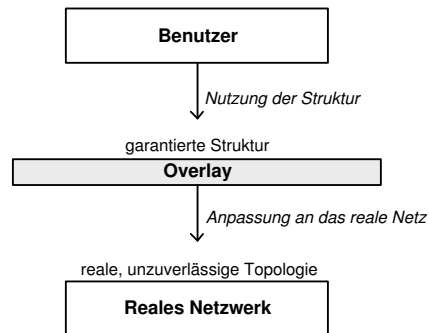 Benutzer
Nutzung der Struktur
garantierte Struktur
Overlay
Anpassung an das reale Netz
reale, unzuverlässige Topologie
Reales Netzwerk